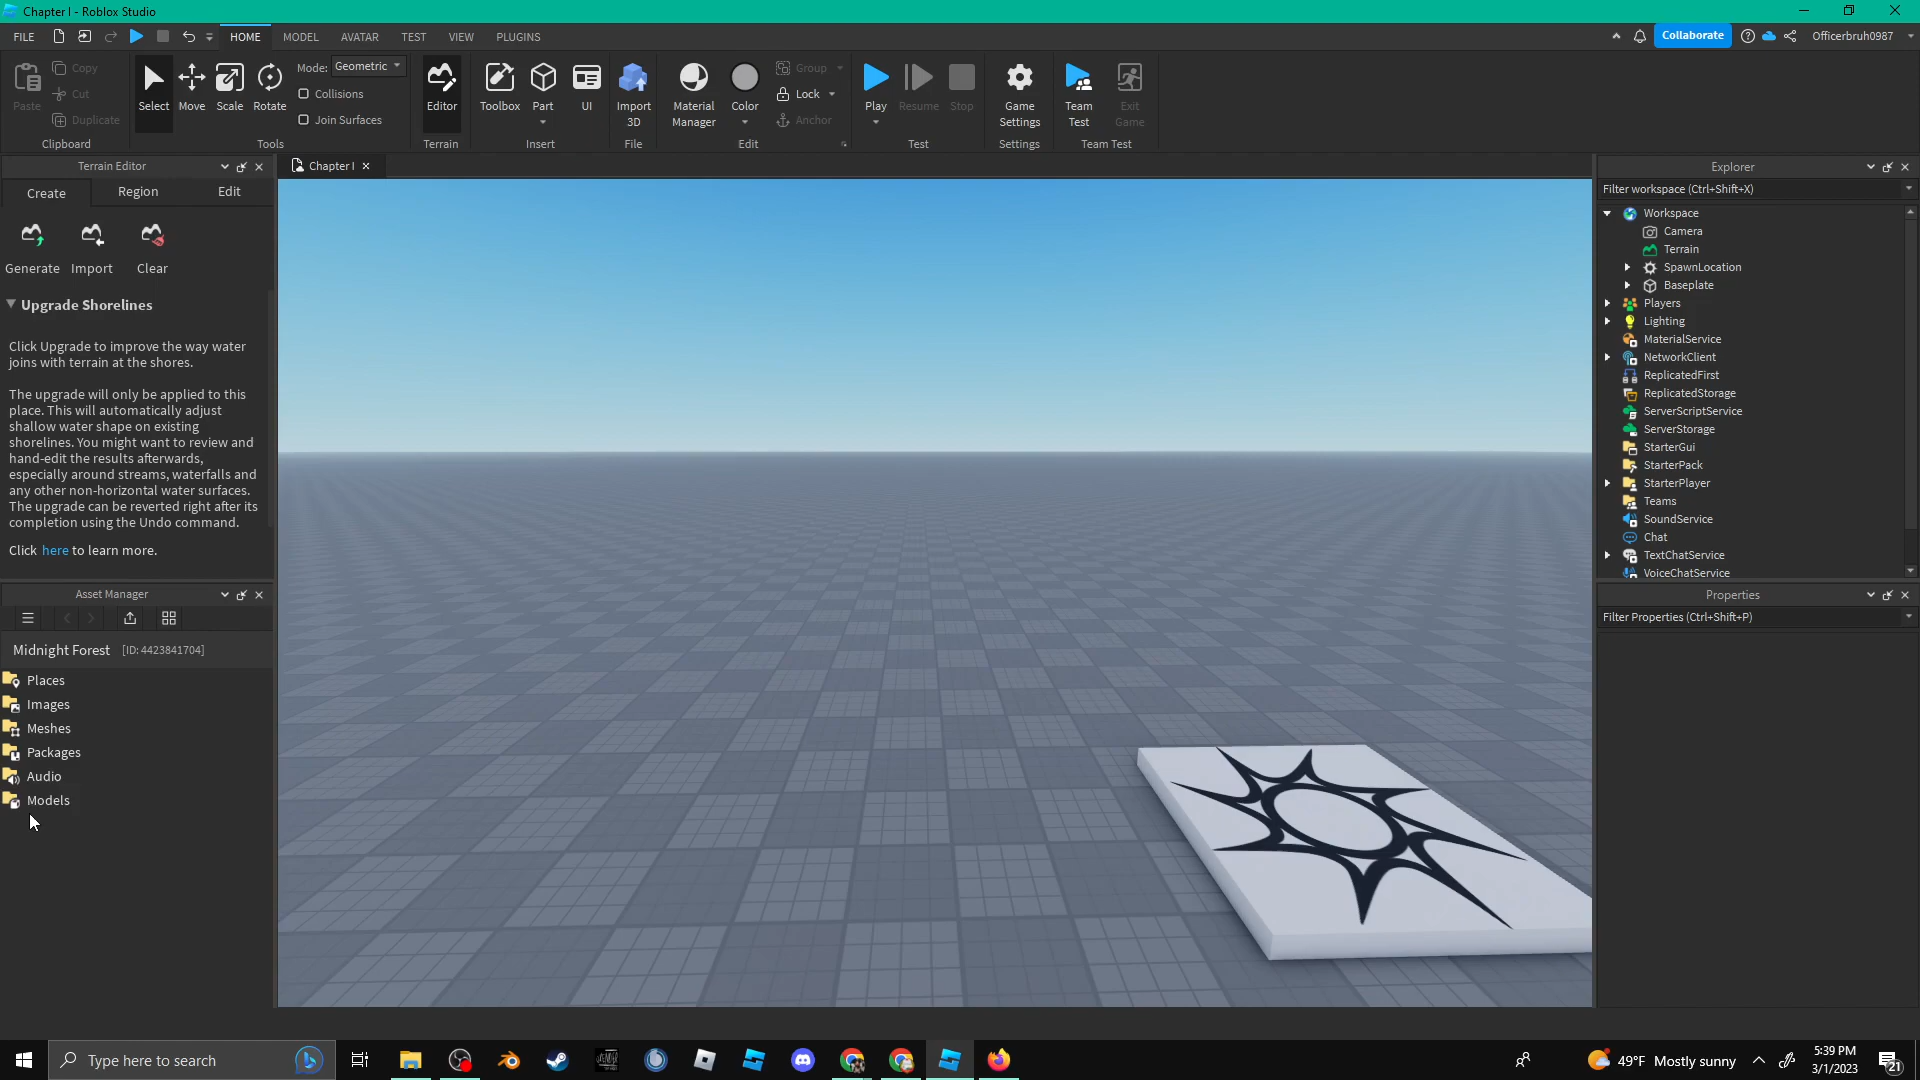 Chapter I - Roblox Studio
FILE HOME MODEL AVATAR TEST VIEW PLUGINS Collaborate Officerbruh0987
Paste Copy Cut Duplicate
Clipboard
Select Move Scale Rotate
Mode: Geometric
Collisions
Join Surfaces
Tools
Editor
Terrain
Toolbox Part UI
Insert
Import
3D
File
Material
Manager
Color
Group
Lock
Anchor
Edit
Play Resume Stop
Test
Game
Settings
Settings
Team
Test
Exit
Game
Team Test
Terrain Editor
Create Region Edit
Generate Import Clear
Upgrade Shorelines
Click Upgrade to improve the way water
joins with terrain at the shores.
The upgrade will only be applied to this
place. This will automatically adjust
shallow water shape on existing
shorelines. You might want to review and
hand-edit the results afterwards,
especially around streams, waterfalls and
any other non-horizontal water surfaces.
The upgrade can be reverted right after its
completion using the Undo command.
Click here to learn more.
Asset Manager
Midnight Forest [ID: 4423841704]
Places
Images
Meshes
Packages
Audio
Models
Chapter I
Explorer
Filter workspace (Ctrl+Shift+X)
Workspace
Camera
Terrain
SpawnLocation
Baseplate
Players
Lighting
MaterialService
NetworkClient
ReplicatedFirst
ReplicatedStorage
ServerScriptService
ServerStorage
StarterGui
StarterPack
StarterPlayer
Teams
SoundService
Chat
TextChatService
VoiceChatService
Properties
Filter Properties (Ctrl+Shift+P)
Type here to search
49°F Mostly sunny
5:39 PM
3/1/2023
21